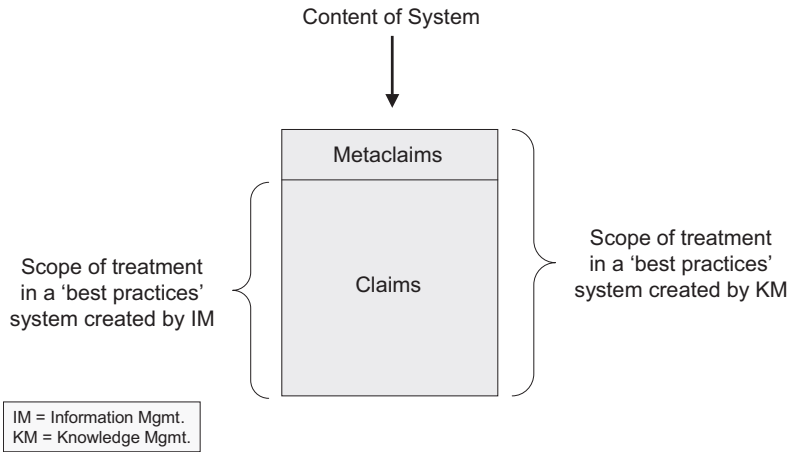 Content of System
Metaclaims
Claims
Scope of treatment
in a ‘best practices’
system created by IM
Scope of treatment
in a ‘best practices’
system created by KM
IM = Information Mgmt.
KM = Knowledge Mgmt.